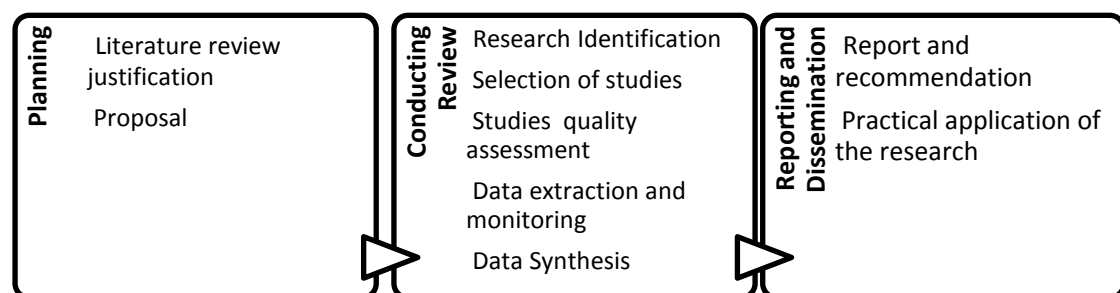 Planning
Literature review
justification
Proposal
Conducting
Review
Research Identification
Selection of studies
Studies quality
assessment
Data extraction and
monitoring
Data Synthesis
Reporting and
Dissemination
Report and
recommendation
Practical application of
the research